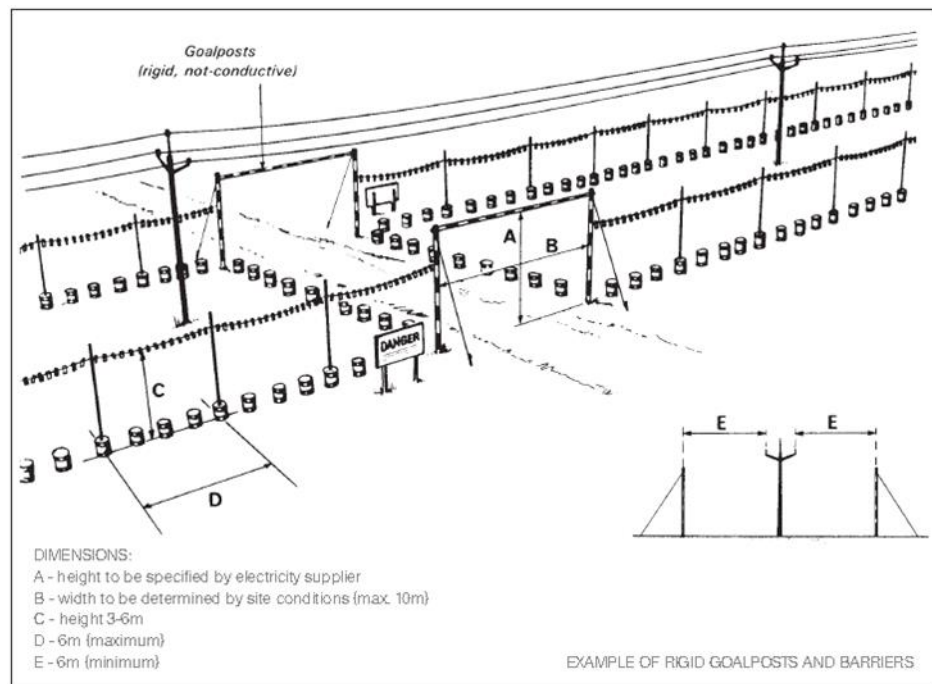 Goalposts
(rigid, not-conductive)
A
B
DANGER
C
D
E E
DIMENSIONS:
A - height to be specified by electricity supplier
B - width to be determined by site conditions (max. 10m)
C - height 3-6m
D - 6m (maximum)
E - 6m (minimum)
EXAMPLE OF RIGID GOALPOSTS AND BARRIERS